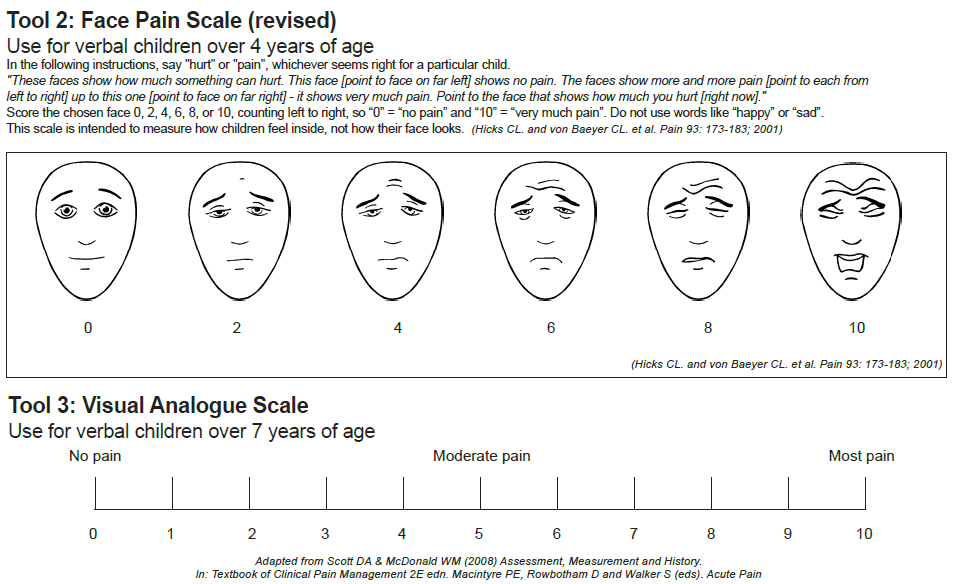 Tool 2: Face Pain Scale (revised)
Use for verbal children over 4 years of age
In the following instructions, say "hurt" or "pain", whichever seems right for a particular child.
"These faces show how much something can hurt. This face [point to face on far left] shows no pain. The faces show more and more pain [point to each from
left to right] up to this one [point to face on far right] - it shows very much pain. Point to the face that shows how much you hurt [right now]."
Score the chosen face 0, 2, 4, 6, 8, or 10, counting left to right, so “0” = “no pain” and “10” = “very much pain”. Do not use words like “happy” or “sad”.
This scale is intended to measure how children feel inside, not how their face looks. (Hicks CL. and von Baeyer CL. et al. Pain 93: 173-183; 2001)
0 2 4 6 8 10
(Hicks CL. and von Baeyer CL. et al. Pain 93: 173-183; 2001)
Tool 3: Visual Analogue Scale
Use for verbal children over 7 years of age
No pain Moderate pain Most pain
0 1 2 3 4 5 6 7 8 9 10
Adapted from Scott DA & McDonald WM (2008) Assessment, Measurement and History.
In: Textbook of Clinical Pain Management 2E edn. Macintyre PE, Rowbotham D and Walker S (eds). Acute Pain